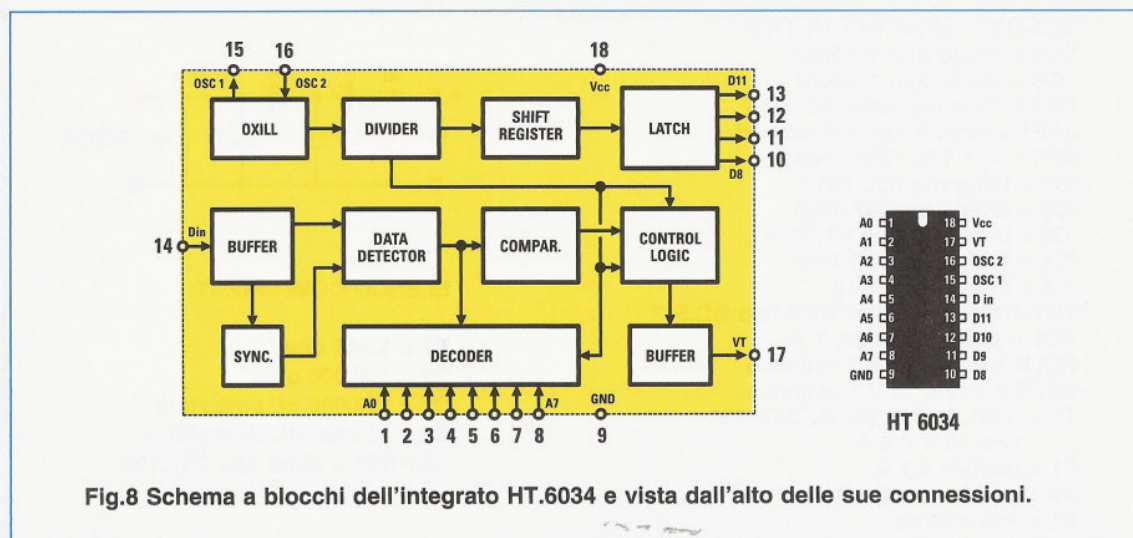 15 16 18
OSC 1 OSC 2 Vcc
OXILL
DIVIDER
SHIFT
REGISTER
LATCH
D11
13
12
11
10
D8
14
Din
BUFFER
DATA
DETECTOR
COMPAR.
CONTROL
LOGIC
SYNC.
DECODER
BUFFER
VT
17
A0 A7 GND
1 2 3 4 5 6 7 8 9
A0 1 18 Vcc
A1 2 17 VT
A2 3 16 OSC 2
A3 4 15 OSC 1
A4 5 14 D in
A5 6 13 D11
A6 7 12 D10
A7 8 11 D9
GND 9 10 D8
HT 6034
Fig.8 Schema a blocchi dell'integrato HT.6034 e vista dall'alto delle sue connessioni.